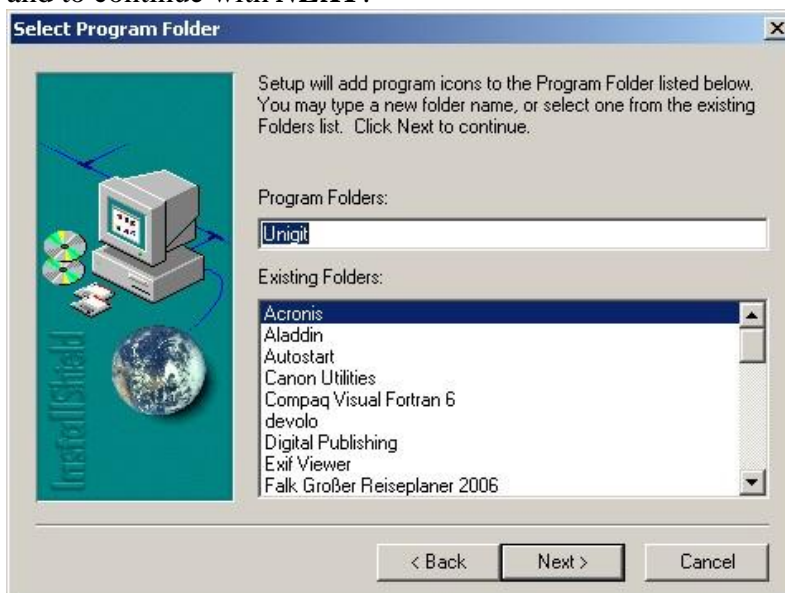 and to continue with NEXT.
Select Program Folder
Setup will add program icons to the Program Folder listed below.
You may type a new folder name, or select one from the existing
Folders list. Click Next to continue.
Program Folders:
Unigit
Existing Folders:
Acronis
Aladdin
Autostart
Canon Utilities
Compaq Visual Fortran 6
devolo
Digital Publishing
Exif Viewer
Falk Großer Reiseplaner 2006
InstallShield
< Back
Next >
Cancel